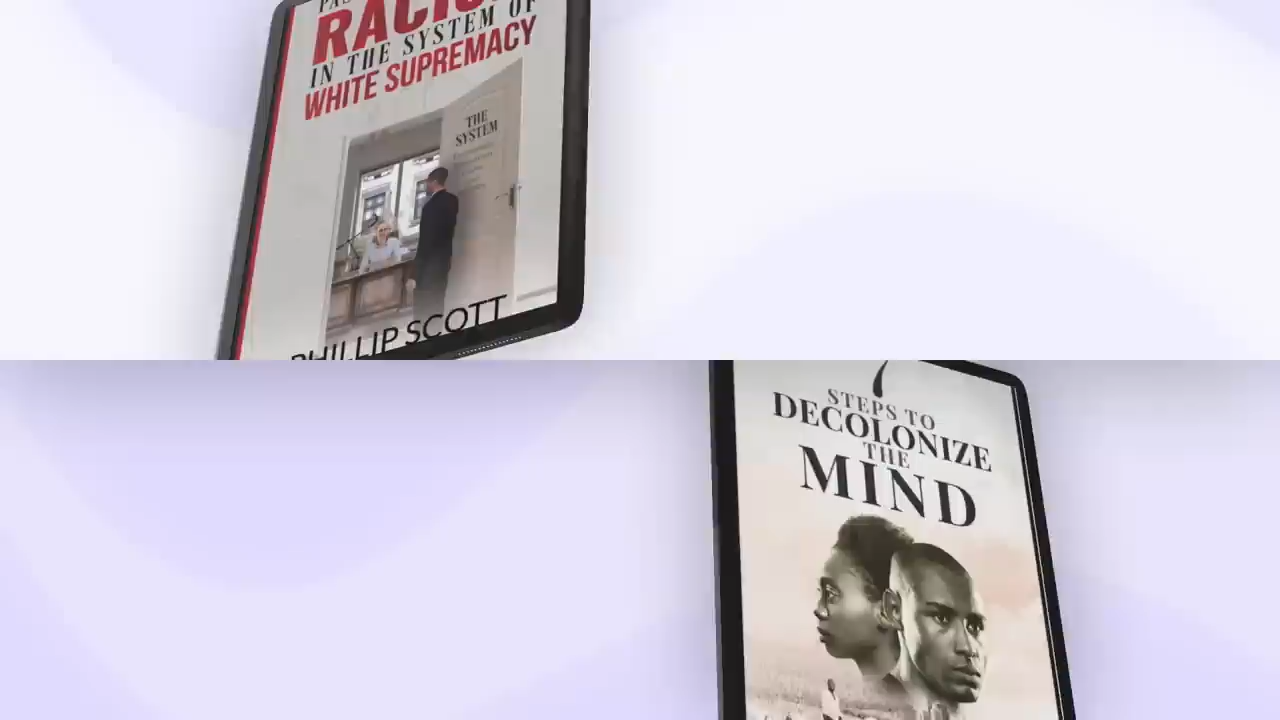 RACIS
IN THE SYSTEM OF
WHITE SUPREMACY
THE
SYSTEM
PHILLIP SCOTT
7
STEPS TO
DECOLONIZE
THE
MIND